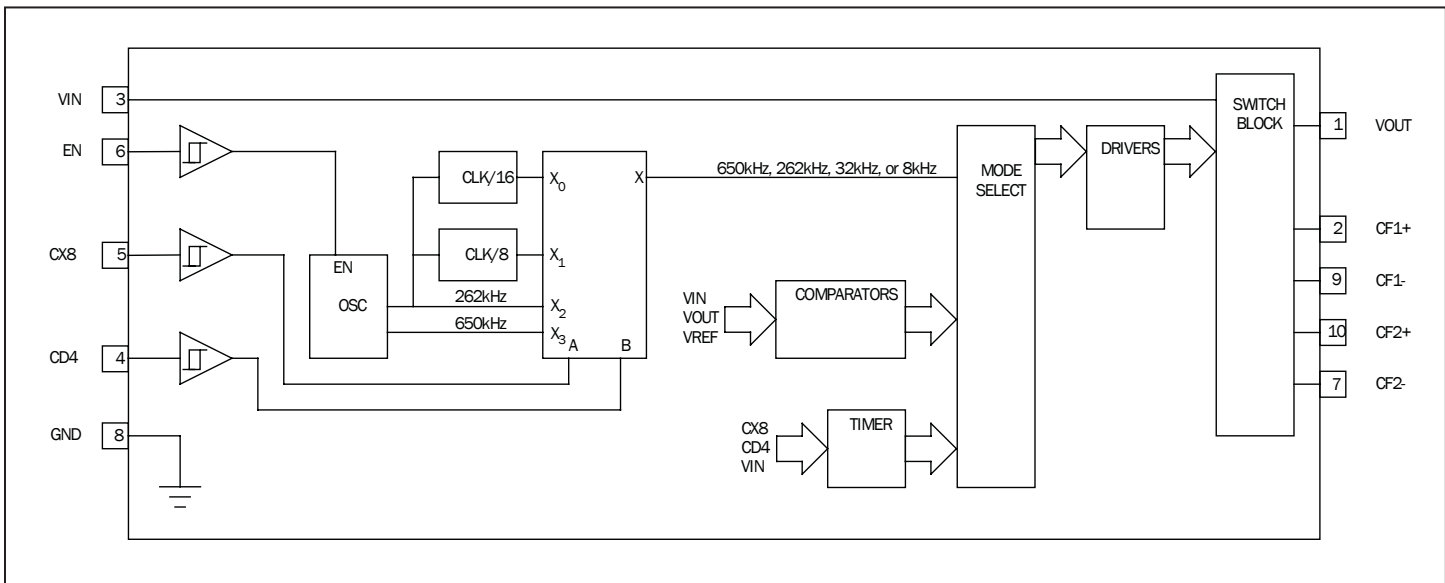 VIN
3
EN
6
CX8
5
CD4
4
GND
8
EN
OSC
CLK/16
CLK/8
262kHz
650kHz
X0
X1
X2
X3
A
B
X
650kHz, 262kHz, 32kHz, or 8kHz
VIN
VOUT
VREF
COMPARATORS
CX8
CD4
VIN
TIMER
MODE
SELECT
DRIVERS
SWITCH
BLOCK
1
VOUT
2
CF1+
9
CF1-
10
CF2+
7
CF2-